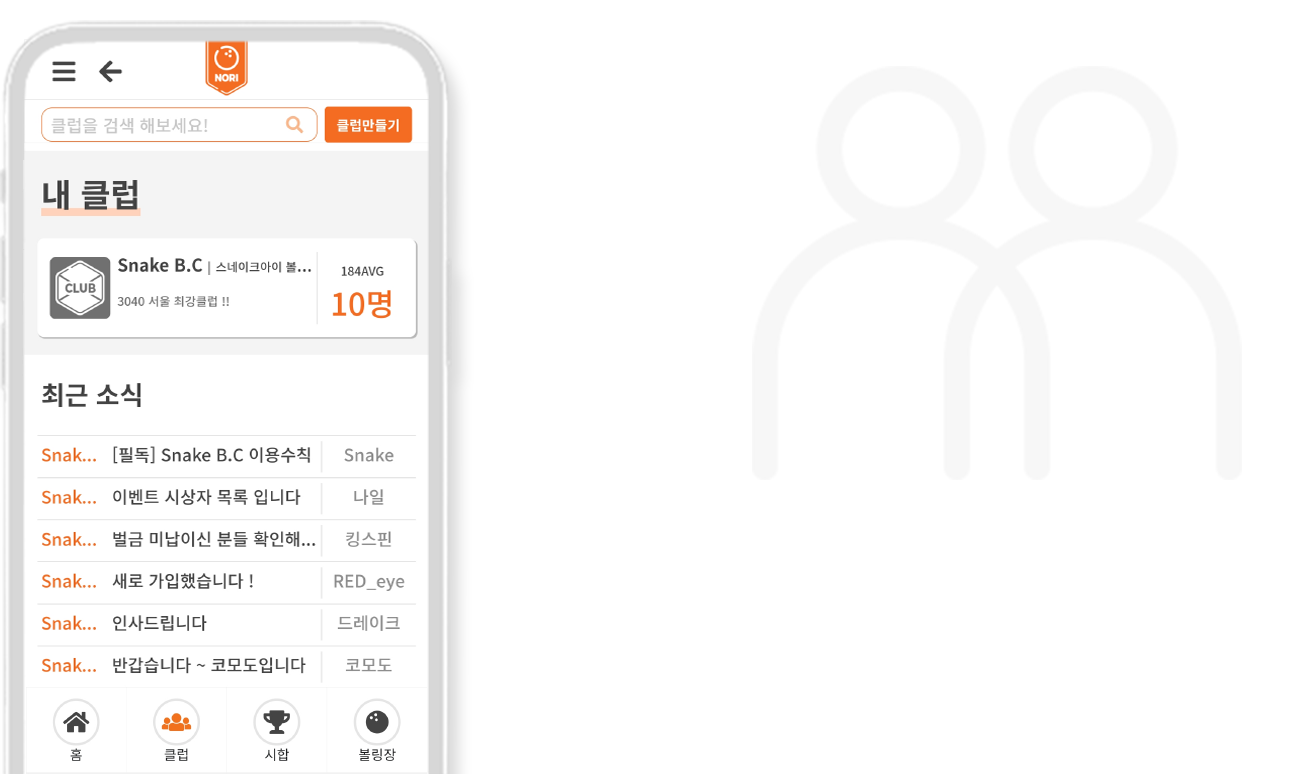 NORI
클럽을 검색 해보세요!
클럽만들기
내 클럽
CLUB
Snake B.C | 스네이크아이 볼...
3040 서울 최강클럽 !!
184AVG
10명
최근 소식
Snak... [필독] Snake B.C 이용수칙 Snake
Snak... 이벤트 시상자 목록 입니다 나일
Snak... 벌금 미납이신 분들 확인해... 킹스핀
Snak... 새로 가입했습니다 ! RED_eye
Snak... 인사드립니다 드레이크
Snak... 반갑습니다 ~ 코모도입니다 코모도
홈 클럽 시합 볼링장